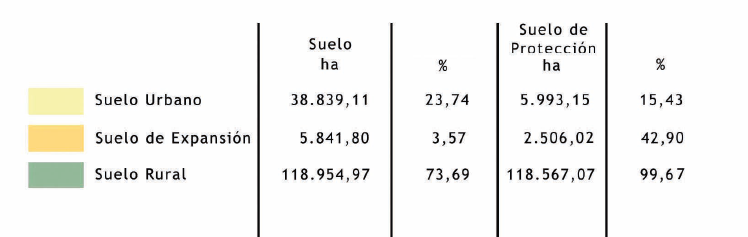 Suelo ha % Suelo de Protección ha %
Suelo Urbano 38.839,11 23,74 5.993,15 15,43
Suelo de Expansión 5.841,80 3,57 2.506,02 42,90
Suelo Rural 118.954,97 73,69 118.567,07 99,67